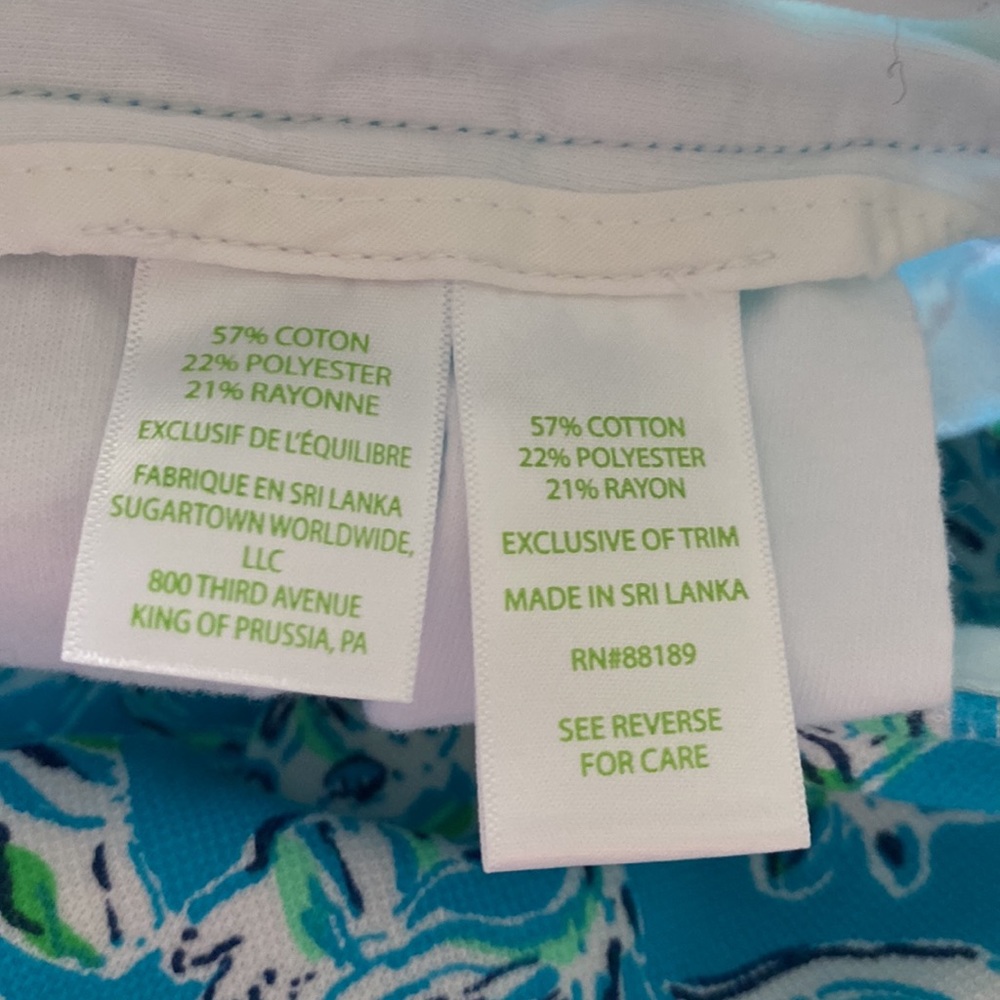 57% COTON
22% POLYESTER
21% RAYONNE
EXCLUSIF DE L'ÉQUILIBRE
FABRIQUE EN SRI LANKA
SUGARTOWN WORLDWIDE,
LLC
800 THIRD AVENUE
KING OF PRUSSIA, PA
57% COTTON
22% POLYESTER
21% RAYON
EXCLUSIVE OF TRIM
MADE IN SRI LANKA
RN#88189
SEE REVERSE
FOR CARE